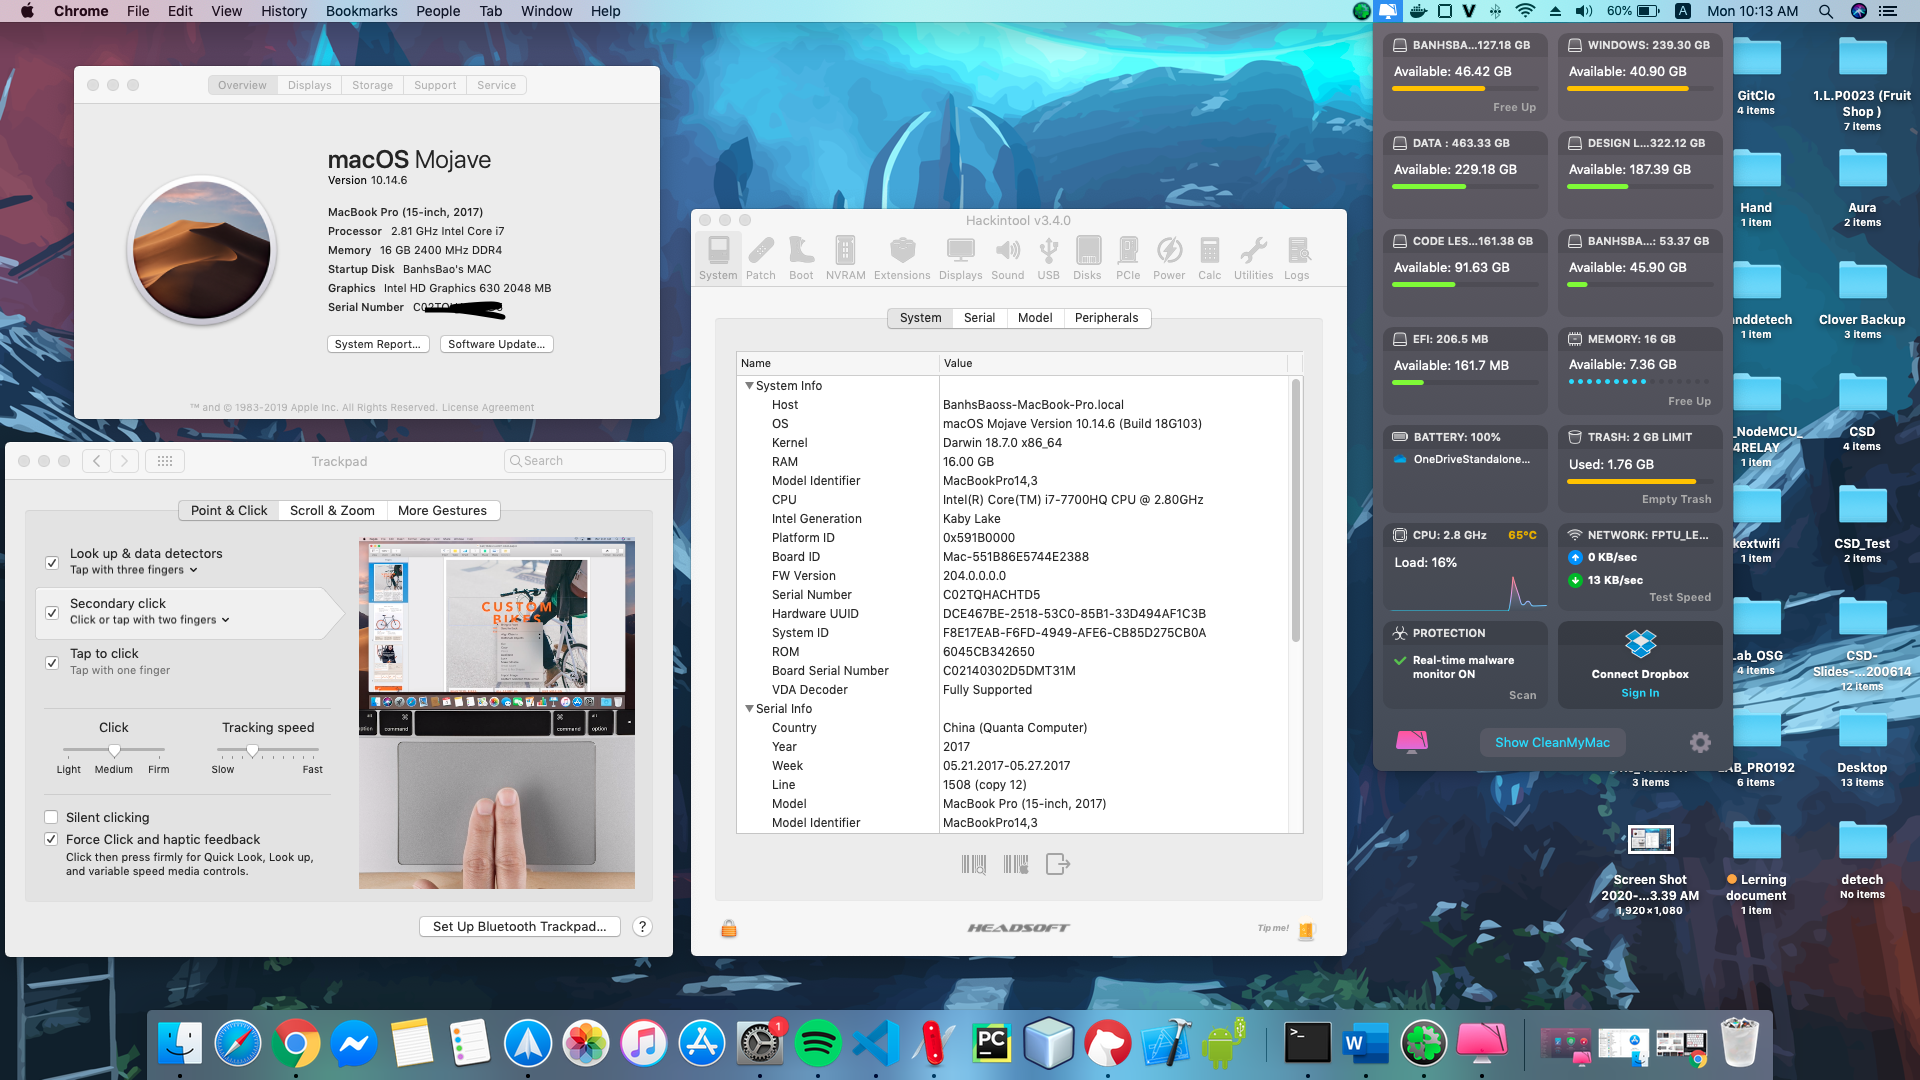 Chrome File Edit View History Bookmarks People Tab Window Help
60% A Mon 10:13 AM
Overview Displays Storage Support Service
macOS Mojave
Version 10.14.6
MacBook Pro (15-inch, 2017)
Processor 2.81 GHz Intel Core i7
Memory 16 GB 2400 MHz DDR4
Startup Disk BanhsBao's MAC
Graphics Intel HD Graphics 630 2048 MB
Serial Number
System Report... Software Update...
™ and © 1983-2019 Apple Inc. All Rights Reserved. License Agreement
Trackpad
Search
Point & Click Scroll & Zoom More Gestures
Look up & data detectors
Tap with three fingers
Secondary click
Click or tap with two fingers
Tap to click
Tap with one finger
Click Tracking speed
Light Medium Firm Slow Fast
Silent clicking
Force Click and haptic feedback
Click then press firmly for Quick Look, Look up,
and variable speed media controls.
CUSTOM
BIKES
option command command option
Set Up Bluetooth Trackpad... ?
Hackintool v3.4.0
System Patch Boot NVRAM Extensions Displays Sound USB Disks PCIe Power Calc Utilities Logs
System Serial Model Peripherals
Name Value
System Info
Host BanhsBaoss-MacBook-Pro.local
OS macOS Mojave Version 10.14.6 (Build 18G103)
Kernel Darwin 18.7.0 x86_64
RAM 16.00 GB
Model Identifier MacBookPro14,3
CPU Intel(R) Core(TM) i7-7700HQ CPU @ 2.80GHz
Intel Generation Kaby Lake
Platform ID 0x591B0000
Board ID Mac-551B86E5744E2388
FW Version 204.0.0.0.0
Serial Number C02TQHACHTD5
Hardware UUID DCE467BE-2518-53C0-85B1-33D494AF1C3B
System ID F8E17EAB-F6FD-4949-AFE6-CB85D275CB0A
ROM 6045CB342650
Board Serial Number C02140302D5DMT31M
VDA Decoder Fully Supported
Serial Info
Country China (Quanta Computer)
Year 2017
Week 05.21.2017-05.27.2017
Line 1508 (copy 12)
Model MacBook Pro (15-inch, 2017)
Model Identifier MacBookPro14,3
HEADSOFT
Tip me!
BANHSBA...127.18 GB
Available: 46.42 GB
Free Up
WINDOWS: 239.30 GB
Available: 40.90 GB
DATA : 463.33 GB
Available: 229.18 GB
DESIGN L...322.12 GB
Available: 187.39 GB
CODE LES...161.38 GB
Available: 91.63 GB
BANHSBA...: 53.37 GB
Available: 45.90 GB
EFI: 206.5 MB
Available: 161.7 MB
MEMORY: 16 GB
Available: 7.36 GB
Free Up
BATTERY: 100%
OneDriveStandalone...
TRASH: 2 GB LIMIT
Used: 1.76 GB
Empty Trash
CPU: 2.8 GHz 65°C
Load: 16%
NETWORK: FPTU_LE...
0 KB/sec
13 KB/sec
Test Speed
PROTECTION
Real-time malware
monitor ON
Scan
Connect Dropbox
Sign In
Show CleanMyMac
GitClo
4 items
1.L.P0023 (Fruit
Shop )
7 items
Hand
1 item
Aura
2 items
nddetech
1 item
Clover Backup
3 items
_NodeMCU_
4RELAY
1 item
CSD
4 items
kextwifi
1 item
CSD_Test
2 items
Lab_OSG
4 items
CSD-
Slides-...200614
12 items
3 items
LAB_PRO192
6 items
Desktop
13 items
Screen Shot
2020-...3.39 AM
1,920×1,080
Lerning
document
1 item
detech
No items
1
PC
W